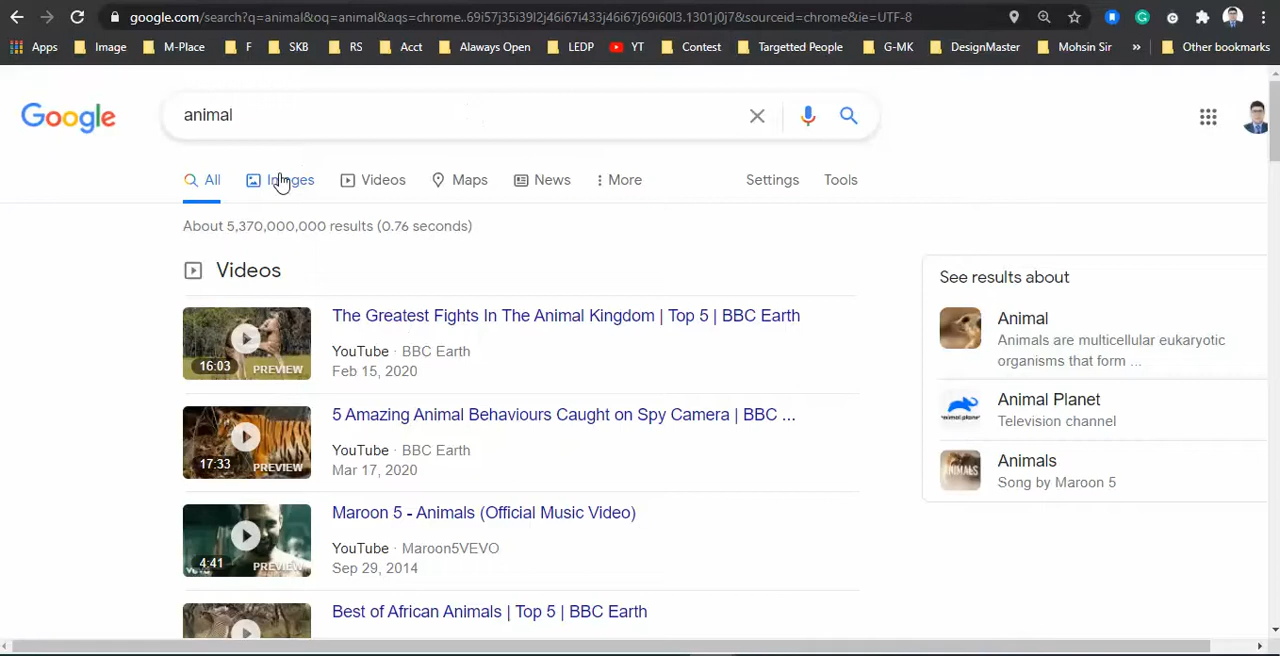 google.com/search?q=animal&oq=animal&aqs=chrome..69i57j35i39l2j46i67i433j46i67j69i60l3.1301j0j7&sourceid=chrome&ie=UTF-8
Apps Image M-Place F SKB RS Acct Alaways Open LEDP YT Contest Targetted People G-MK DesignMaster Mohsin Sir » Other bookmarks
Google animal
All Images Videos Maps News More Settings Tools
About 5,370,000,000 results (0.76 seconds)
Videos
The Greatest Fights In The Animal Kingdom | Top 5 | BBC Earth
YouTube · BBC Earth
Feb 15, 2020
16:03 PREVIEW
5 Amazing Animal Behaviours Caught on Spy Camera | BBC ...
YouTube · BBC Earth
Mar 17, 2020
17:33 PREVIEW
Maroon 5 - Animals (Official Music Video)
YouTube · Maroon5VEVO
Sep 29, 2014
4:41 PREVIEW
vevo
Best of African Animals | Top 5 | BBC Earth
See results about
Animal
Animals are multicellular eukaryotic
organisms that form ...
Animal Planet
Television channel
animal planet
Animals
Song by Maroon 5
ANIMALS